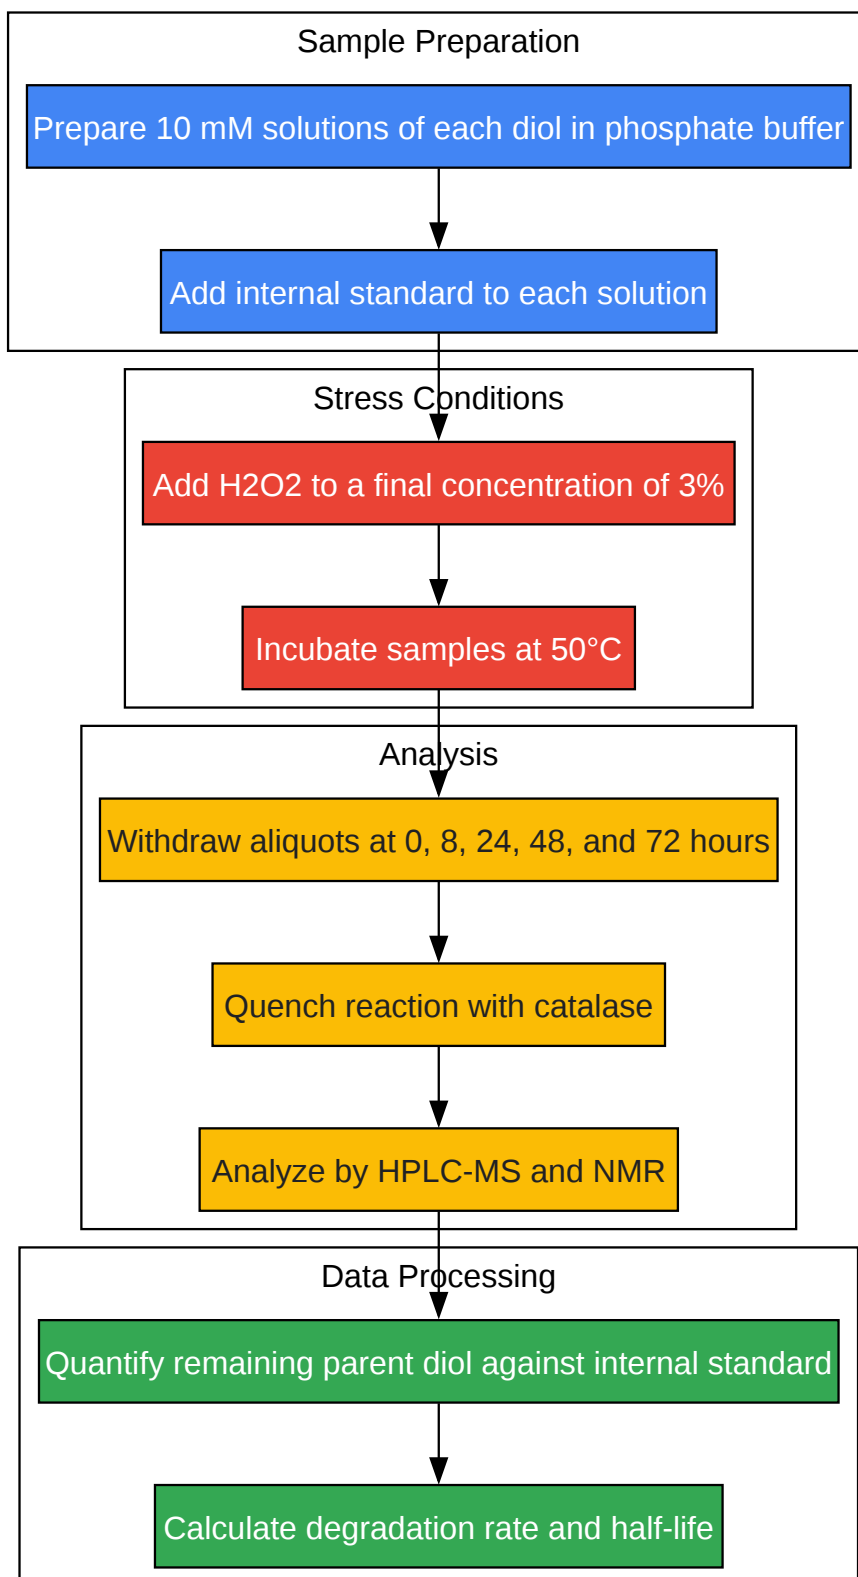 Sample Preparation
Prepare 10 mM solutions of each diol in phosphate buffer
Add internal standard to each solution
Stress Conditions
Add H2O2 to a final concentration of 3%
Incubate samples at 50°C
Analysis
Withdraw aliquots at 0, 8, 24, 48, and 72 hours
Quench reaction with catalase
Analyze by HPLC-MS and NMR
Data Processing
Quantify remaining parent diol against internal standard
Calculate degradation rate and half-life